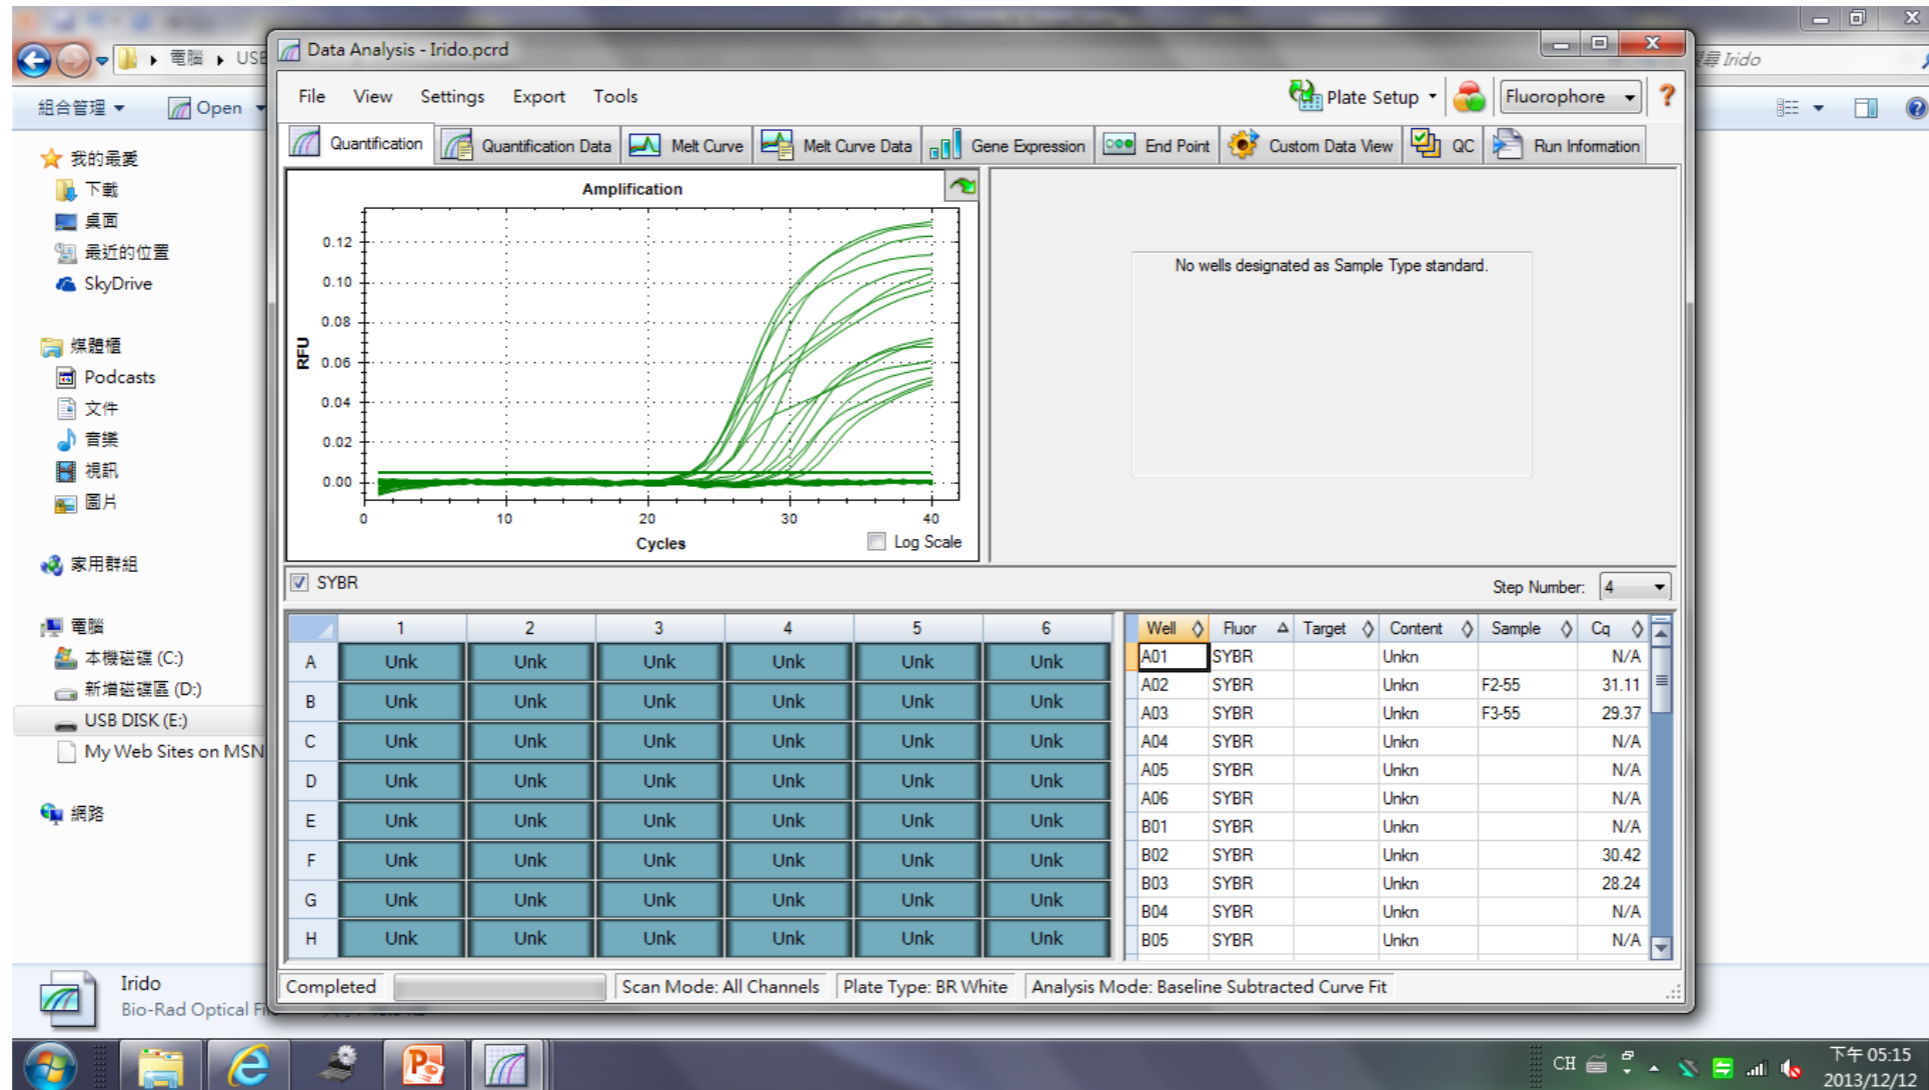 電腦 USB
Data Analysis - Irido.pcrd
搜尋 Irido
組合管理 Open
File View Settings Export Tools
Plate Setup Fluorophore ?
Quantification Quantification Data Melt Curve Melt Curve Data Gene Expression End Point Custom Data View QC Run Information
我的最愛
下載
桌面
最近的位置
SkyDrive
媒體櫃
Podcasts
文件
音樂
視訊
圖片
家用群組
電腦
本機磁碟 (C:)
新增磁碟區 (D:)
USB DISK (E:)
My Web Sites on MSN
網路
Amplification
RFU
0.12
0.10
0.08
0.06
0.04
0.02
0.00
0 10 20 30 40
Cycles
Log Scale
No wells designated as Sample Type standard.
SYBR
Step Number: 4
1 2 3 4 5 6
A Unk Unk Unk Unk Unk Unk
B Unk Unk Unk Unk Unk Unk
C Unk Unk Unk Unk Unk Unk
D Unk Unk Unk Unk Unk Unk
E Unk Unk Unk Unk Unk Unk
F Unk Unk Unk Unk Unk Unk
G Unk Unk Unk Unk Unk Unk
H Unk Unk Unk Unk Unk Unk
Well Fluor Target Content Sample Cq
A01 SYBR Unkn N/A
A02 SYBR Unkn F2-55 31.11
A03 SYBR Unkn F3-55 29.37
A04 SYBR Unkn N/A
A05 SYBR Unkn N/A
A06 SYBR Unkn N/A
B01 SYBR Unkn N/A
B02 SYBR Unkn 30.42
B03 SYBR Unkn 28.24
B04 SYBR Unkn N/A
B05 SYBR Unkn N/A
Completed Scan Mode: All Channels Plate Type: BR White Analysis Mode: Baseline Subtracted Curve Fit
Irido
Bio-Rad Optical
CH
下午 05:15
2013/12/12